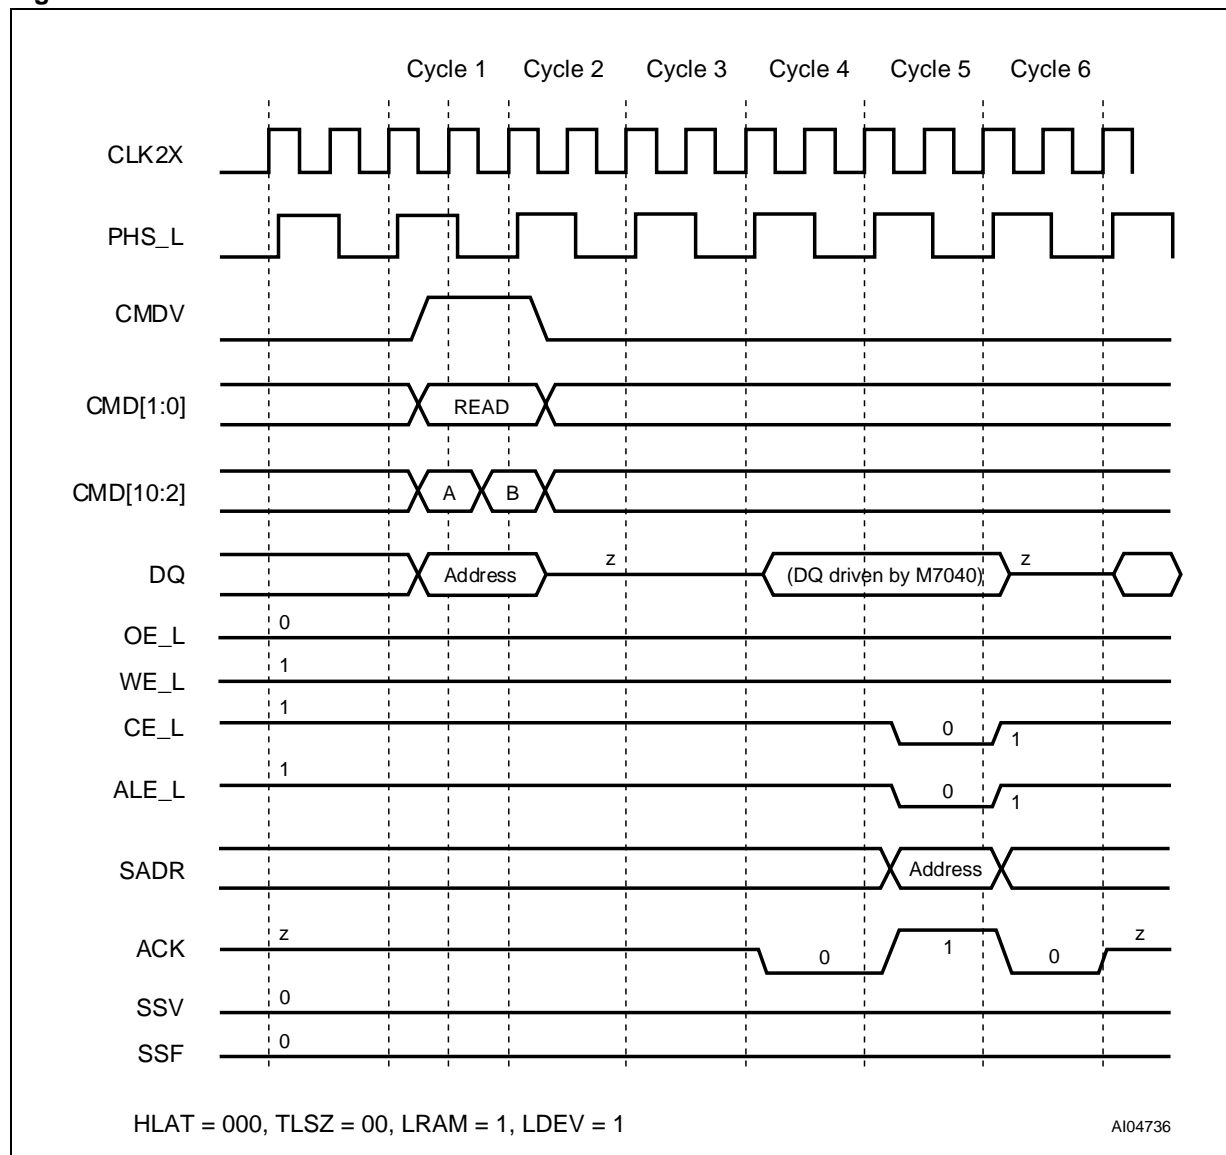 Cycle 1 Cycle 2 Cycle 3 Cycle 4 Cycle 5 Cycle 6
CLK2X
PHS_L
CMDV
CMD[1:0] READ
CMD[10:2] A B
DQ Address z (DQ driven by M7040) z
OE_L 0
WE_L 1
CE_L 1 0 1
ALE_L 1 0 1
SADR Address
ACK z 0 1 0 z
SSV 0
SSF 0
HLAT = 000, TLSZ = 00, LRAM = 1, LDEV = 1
AI04736